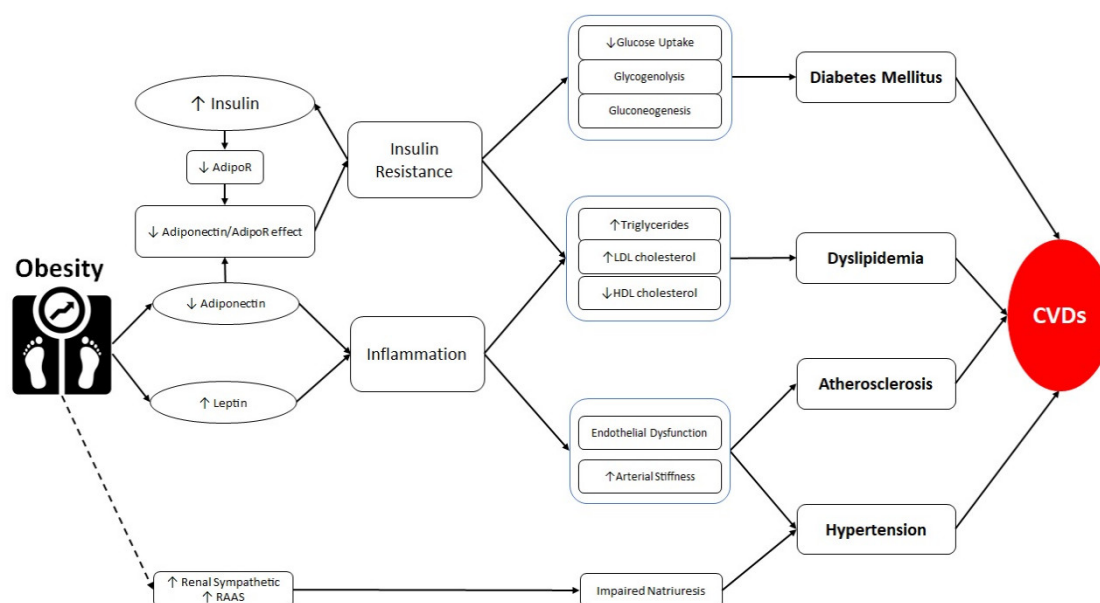 ↓Glucose Uptake
Glycogenolysis
Gluconeogenesis
Diabetes Mellitus
↑ Insulin
↓ AdipoR
↓ Adiponectin/AdipoR effect
Insulin
Resistance
↑Triglycerides
↑LDL cholesterol
↓HDL cholesterol
Dyslipidemia
Obesity
↓ Adiponectin
↑ Leptin
Inflammation
CVDs
Atherosclerosis
Endothelial Dysfunction
↑Arterial Stiffness
Hypertension
↑ Renal Sympathetic
↑ RAAS
Impaired Natriuresis